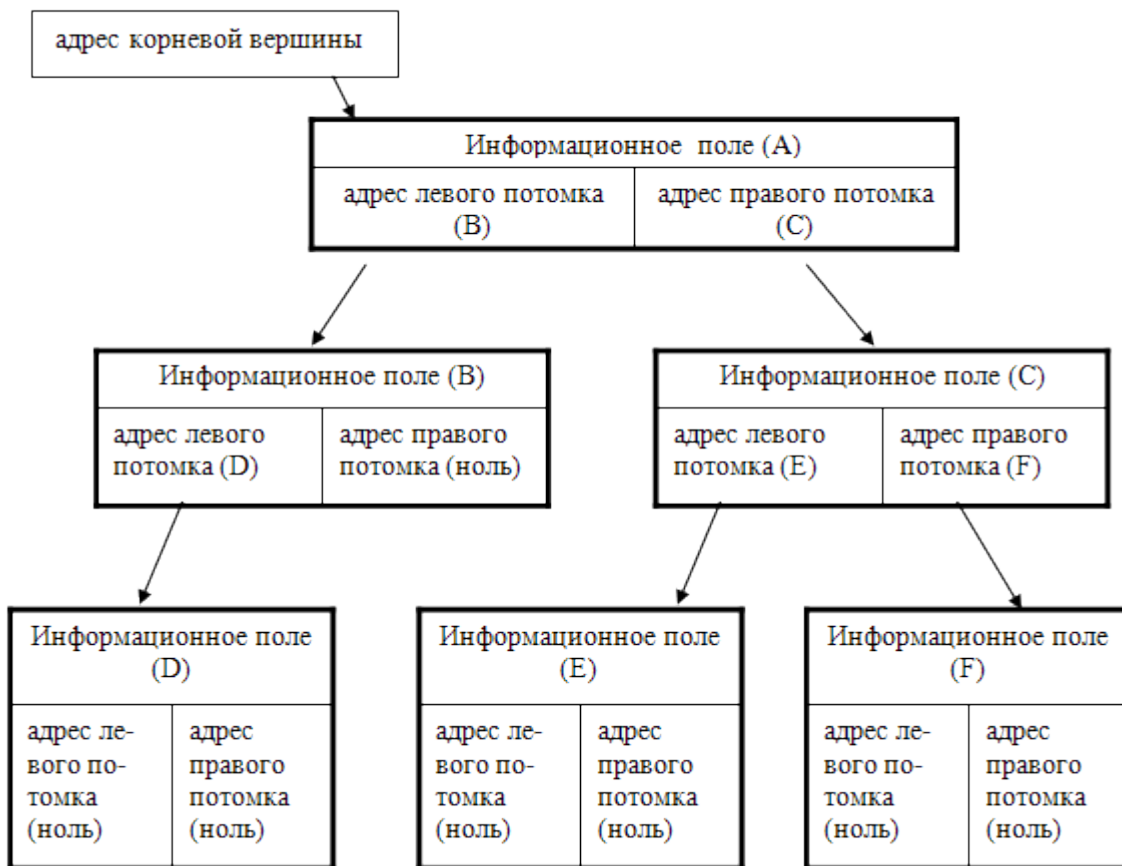 адрес корневой вершины
Информационное поле (A)
адрес левого потомка
(B)
адрес правого потомка
(C)
Информационное поле (B)
адрес левого
потомка (D)
адрес правого
потомка (ноль)
Информационное поле (C)
адрес левого
потомка (E)
адрес правого
потомка (F)
Информационное поле
(D)
адрес ле-
вого по-
томка
(ноль)
адрес
правого
потомка
(ноль)
Информационное поле
(E)
адрес ле-
вого по-
томка
(ноль)
адрес
правого
потомка
(ноль)
Информационное поле
(F)
адрес ле-
вого по-
томка
(ноль)
адрес
правого
потомка
(ноль)